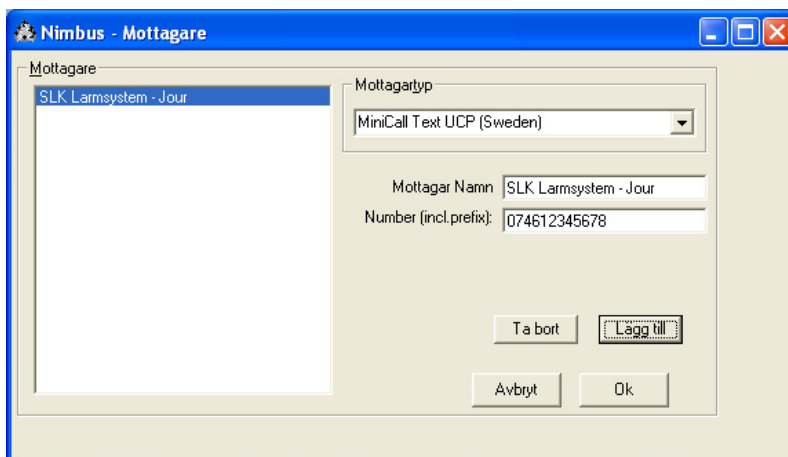 Nimbus - Mottagare
Mottagare
SLK Larmsystem - Jour
Mottagartyp
MiniCall Text UCP (Sweden)
Mottagar Namn SLK Larmsystem - Jour
Number (incl.prefix): 074612345678
Ta bort Lägg till
Avbryt Ok